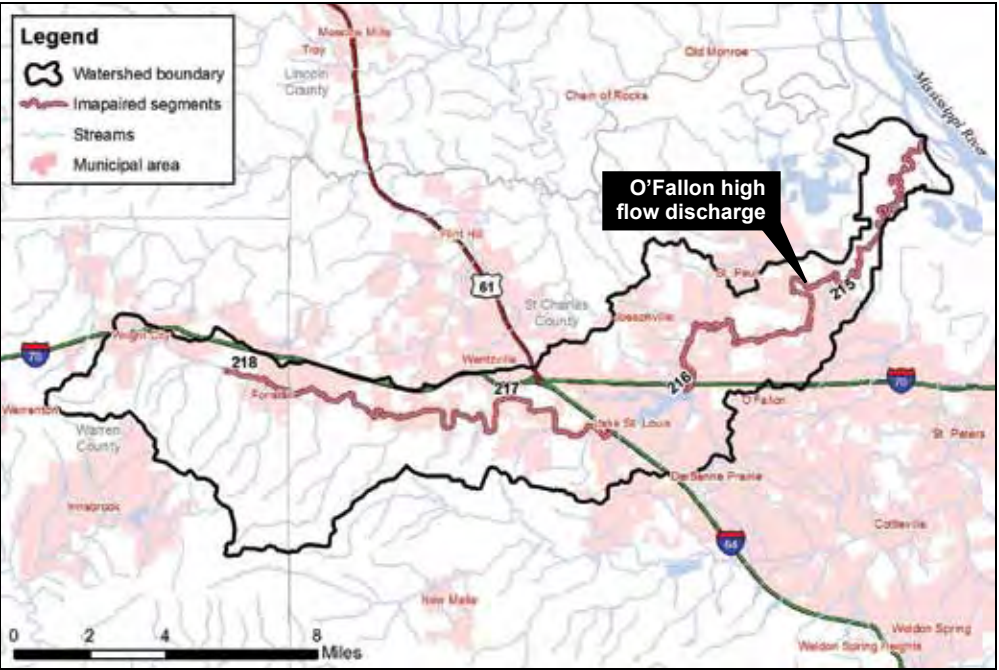 Legend
Watershed boundary
Imapaired segments
Streams
Municipal area
Moscow Mills
Troy
Lincoln
County
Old Monroe
Chain of Rocks
Mississippi River
O'Fallon high
flow discharge
Flint Hill
61
St Charles
County
St. Paul
215
Josephville
Wright City
70
218
Wentzville
217
216
70
Foristell
O'Fallon
Warrenton
Warren
County
Lake St. Louis
St. Peters
Dardenne Prairie
Innsbrook
Cottleville
64
New Melle
Weldon Spring
Weldon Spring Heights
0 2 4 8
Miles